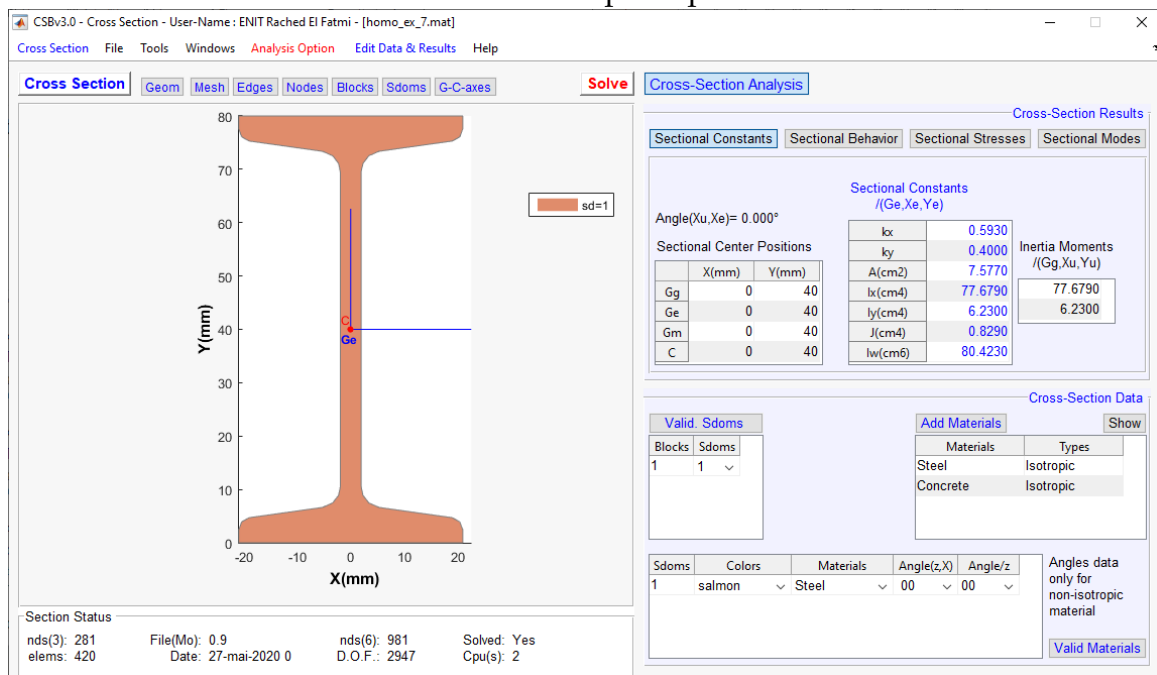 CSBv3.0 - Cross Section - User-Name : ENIT Rached El Fatmi - [homo_ex_7.mat]
Cross Section File Tools Windows Analysis Option Edit Data & Results Help
Cross Section Geom Mesh Edges Nodes Blocks Sdoms G-C-axes Solve
80
70
60
50
40
30
20
10
0
Y(mm)
-20 -10 0 10 20
X(mm)
C
Ge
sd=1
Section Status
nds(3): 281 File(Mo): 0.9 nds(6): 981 Solved: Yes
elems: 420 Date: 27-mai-2020 0 D.O.F.: 2947 Cpu(s): 2
Cross-Section Analysis
Cross-Section Results
Sectional Constants Sectional Behavior Sectional Stresses Sectional Modes
Angle(Xu,Xe)= 0.000°
Sectional Center Positions
X(mm) Y(mm)
Gg 0 40
Ge 0 40
Gm 0 40
C 0 40
Sectional Constants
/(Ge,Xe,Ye)
kx 0.5930
ky 0.4000
A(cm2) 7.5770
Ix(cm4) 77.6790
Iy(cm4) 6.2300
J(cm4) 0.8290
Iw(cm6) 80.4230
Inertia Moments
/(Gg,Xu,Yu)
77.6790
6.2300
Cross-Section Data
Valid. Sdoms
Blocks Sdoms
1 1
Add Materials Show
Materials Types
Steel Isotropic
Concrete Isotropic
Sdoms Colors Materials Angle(z,X) Angle/z
1 salmon Steel 00 00
Angles data
only for
non-isotropic
material
Valid Materials